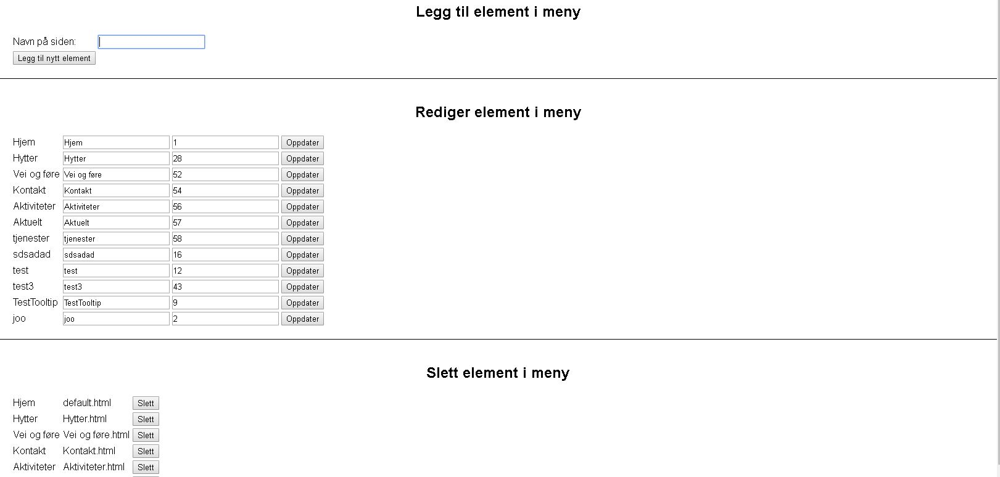 Legg til element i meny
Navn på siden:
Legg til nytt element
Rediger element i meny
Hjem Hjem 1 Oppdater
Hytter Hytter 28 Oppdater
Vei og føre Vei og føre 52 Oppdater
Kontakt Kontakt 54 Oppdater
Aktiviteter Aktiviteter 56 Oppdater
Aktuelt Aktuelt 57 Oppdater
tjenester tjenester 58 Oppdater
sdsadad sdsadad 16 Oppdater
test test 12 Oppdater
test3 test3 43 Oppdater
TestTooltip TestTooltip 9 Oppdater
joo joo 2 Oppdater
Slett element i meny
Hjem default.html Slett
Hytter Hytter.html Slett
Vei og føre Vei og føre.html Slett
Kontakt Kontakt.html Slett
Aktiviteter Aktiviteter.html Slett